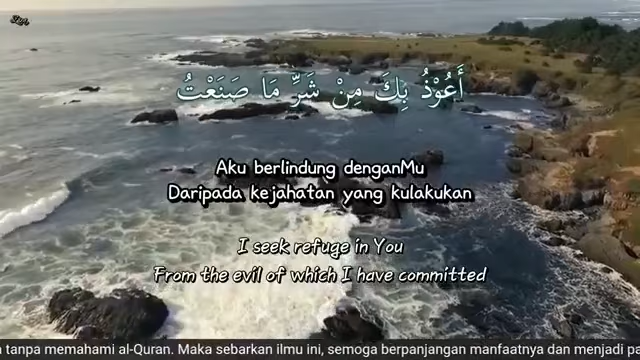 أَعُوْذُ بِكَ مِنْ شَرِّ مَا صَنَعْتُ
Aku berlindung denganMu
Daripada kejahatan yang kulakukan
I seek refuge in You
From the evil of which I have committed
tanpa memahami al-Quran. Maka sebarkan ilmu ini, semoga berpanjangan manfaatnya dan menjadi